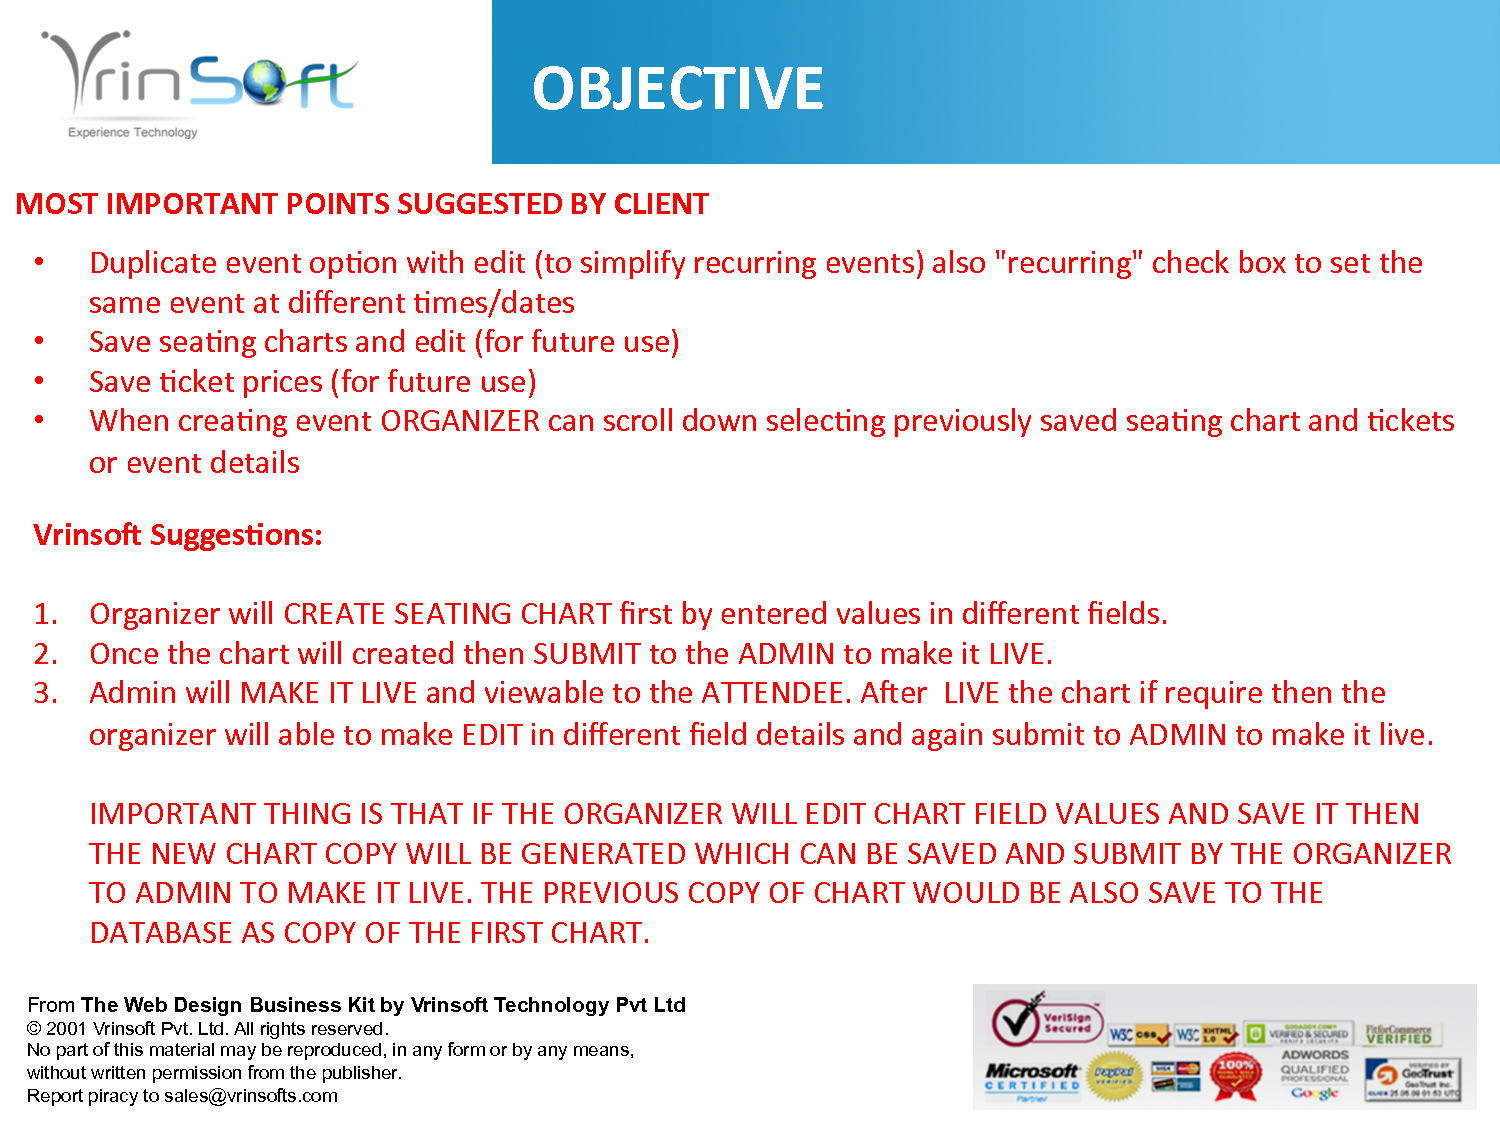 VrinSoft
Experience Technology
OBJECTIVE
MOST IMPORTANT POINTS SUGGESTED BY CLIENT
• Duplicate event option with edit (to simplify recurring events) also "recurring" check box to set the
same event at different times/dates
• Save seating charts and edit (for future use)
• Save ticket prices (for future use)
• When creating event ORGANIZER can scroll down selecting previously saved seating chart and tickets
or event details
Vrinsoft Suggestions:
1. Organizer will CREATE SEATING CHART first by entered values in different fields.
2. Once the chart will created then SUBMIT to the ADMIN to make it LIVE.
3. Admin will MAKE IT LIVE and viewable to the ATTENDEE. After  LIVE the chart if require then the
organizer will able to make EDIT in different field details and again submit to ADMIN to make it live.
IMPORTANT THING IS THAT IF THE ORGANIZER WILL EDIT CHART FIELD VALUES AND SAVE IT THEN
THE NEW CHART COPY WILL BE GENERATED WHICH CAN BE SAVED AND SUBMIT BY THE ORGANIZER
TO ADMIN TO MAKE IT LIVE. THE PREVIOUS COPY OF CHART WOULD BE ALSO SAVE TO THE
DATABASE AS COPY OF THE FIRST CHART.
From The Web Design Business Kit by Vrinsoft Technology Pvt Ltd
© 2001 Vrinsoft Pvt. Ltd. All rights reserved.
No part of this material may be reproduced, in any form or by any means,
without written permission from the publisher.
Report piracy to sales@vrinsofts.com
VeriSign
Secured
W3C css
W3C XHTML 1.0
VERIFIED & SECURED
FitforCommerce
VERIFIED
Microsoft
CERTIFIED
Partner
PayPal
VERIFIED
100%
ADWORDS
QUALIFIED
PROFESSIONAL
Google
VERIFIED BY
GeoTrust
GeoTrust Inc.